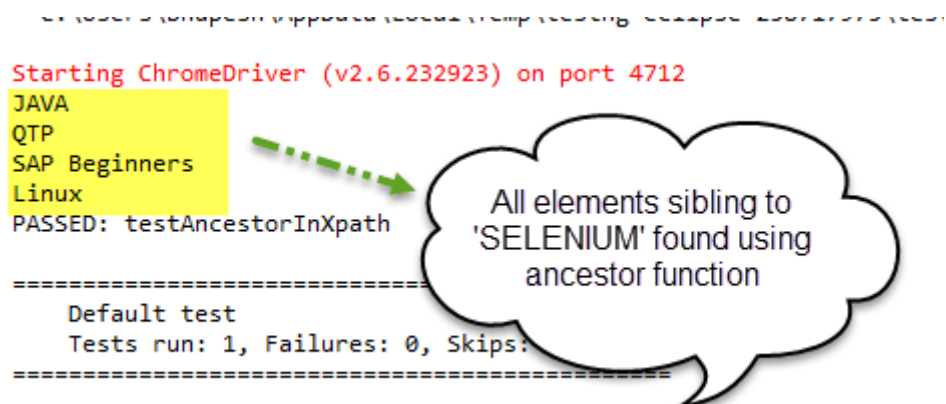 Starting ChromeDriver (v2.6.232923) on port 4712
JAVA
QTP
SAP Beginners
Linux
PASSED: testAncestorInXpath
All elements sibling to
'SELENIUM' found using
ancestor function
===============================
Default test
Tests run: 1, Failures: 0, Skips:
===============================================